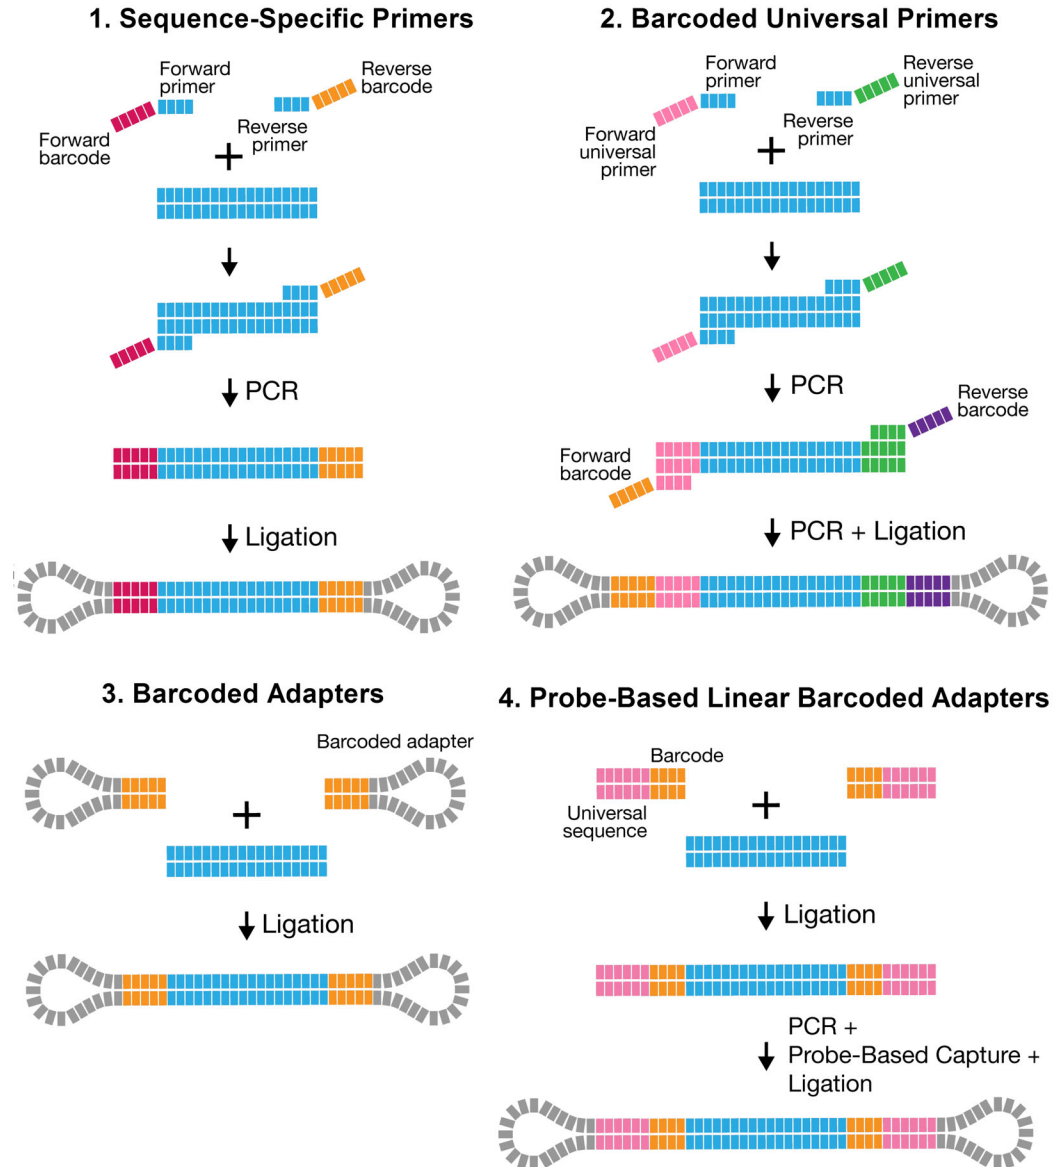 1. Sequence-Specific Primers
Forward
primer
Reverse
barcode
Forward
barcode
Reverse
primer
PCR
Ligation
2. Barcoded Universal Primers
Forward
primer
Reverse
universal
primer
Forward
universal
primer
Reverse
primer
PCR
Reverse
barcode
Forward
barcode
PCR + Ligation
3. Barcoded Adapters
Barcoded adapter
Ligation
4. Probe-Based Linear Barcoded Adapters
Barcode
Universal
sequence
Ligation
PCR +
Probe-Based Capture +
Ligation